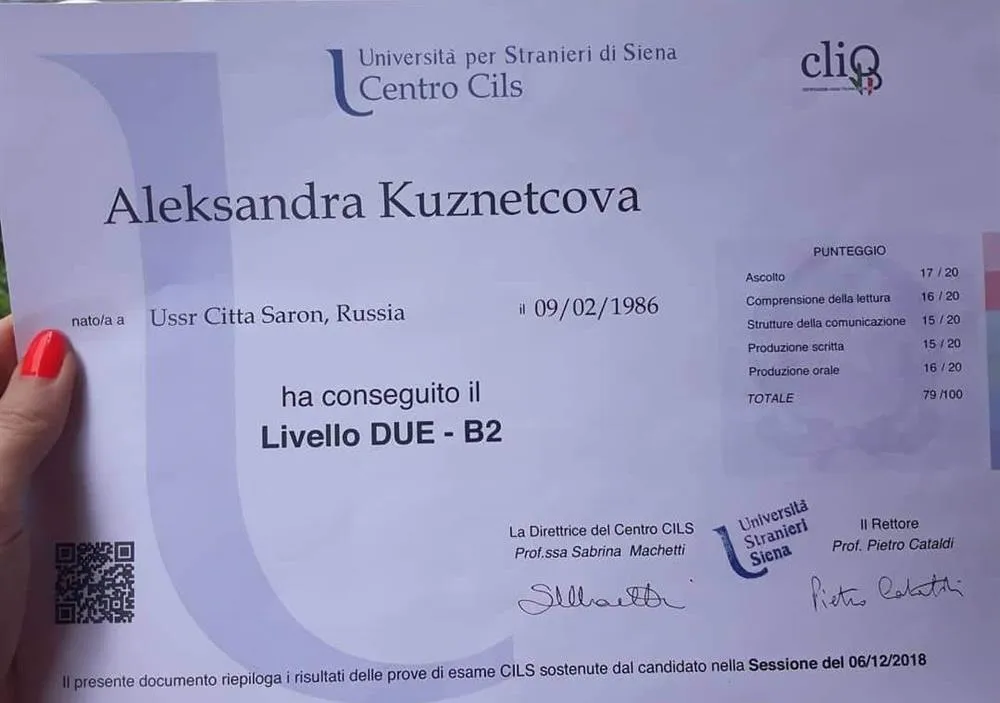 Università per Stranieri di Siena
Centro Cils
cliQ
Aleksandra Kuznetcova
nato/a a Ussr Citta Saron, Russia il 09/02/1986
ha conseguito il
Livello DUE - B2
PUNTEGGIO
Ascolto 17 / 20
Comprensione della lettura 16 / 20
Strutture della comunicazione 15 / 20
Produzione scritta 15 / 20
Produzione orale 16 / 20
TOTALE 79 /100
La Direttrice del Centro CILS
Prof.ssa Sabrina Machetti
Università
Stranieri
Siena
Il Rettore
Prof. Pietro Cataldi
Pietro Cataldi
Il presente documento riepiloga i risultati delle prove di esame CILS sostenute dal candidato nella Sessione del 06/12/2018